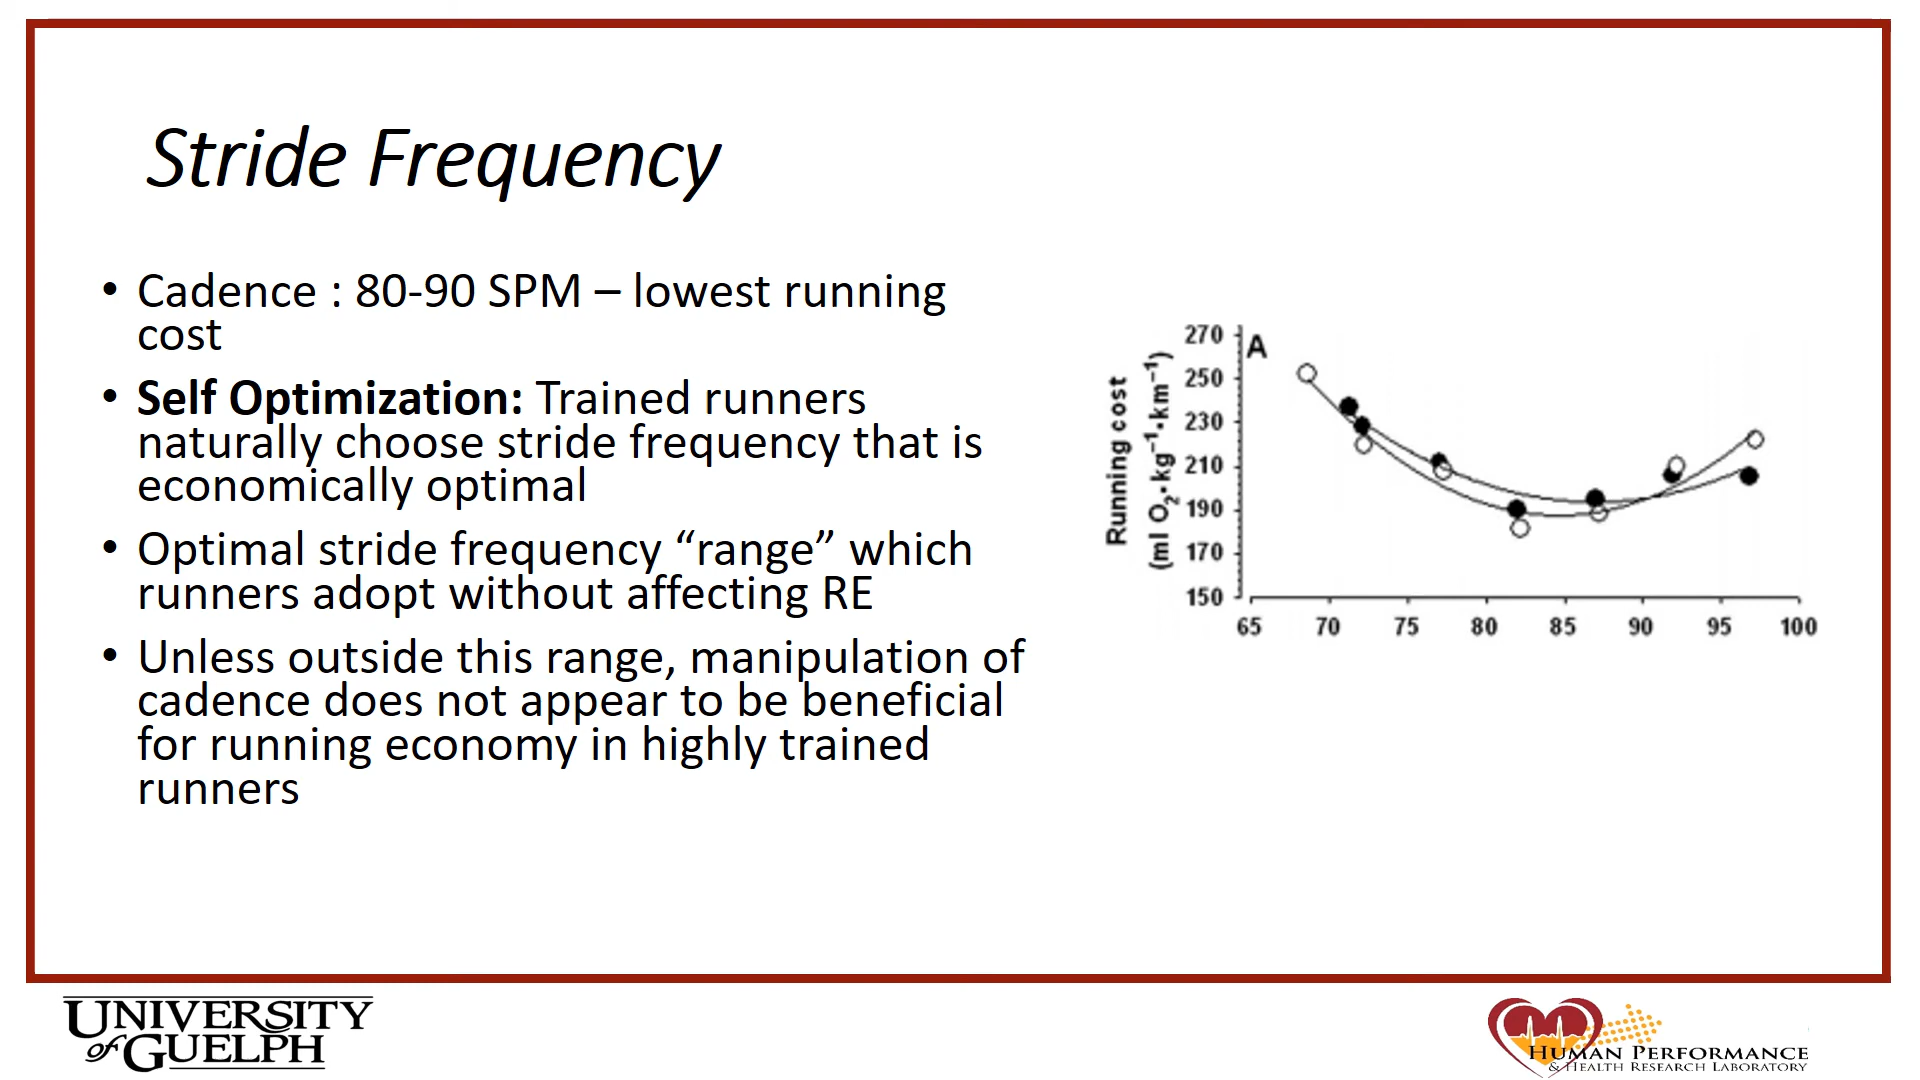 Stride Frequency
• Cadence : 80-90 SPM – lowest running
cost
• Self Optimization: Trained runners
naturally choose stride frequency that is
economically optimal
• Optimal stride frequency “range” which
runners adopt without affecting RE
• Unless outside this range, manipulation of
cadence does not appear to be beneficial
for running economy in highly trained
runners
A
Running cost
(ml O₂•kg⁻¹•km⁻¹)
270
250
230
210
190
170
150
65 70 75 80 85 90 95 100
UNIVERSITY
OF GUELPH
HUMAN PERFORMANCE
& HEALTH RESEARCH LABORATORY